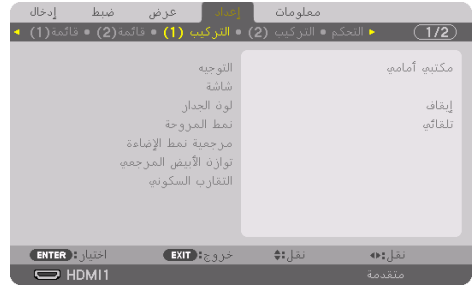 إدخال ضبط عرض إعداد معلومات
◄ قائمة(1) ● قائمة(2) ● التركيب (1) ● التركيب (2) ● التحكم ► 1/2
التوجيه مكتبي أمامي
شاشة
لون الجدار إيقاف
نمط المروحة تلقائي
مرجعية نمط الإضاءة
توازن الأبيض المرجعي
التقارب السكوني
ENTER :اختيار EXIT :خروج نقل: نقل:
HDMI1 متقدمة